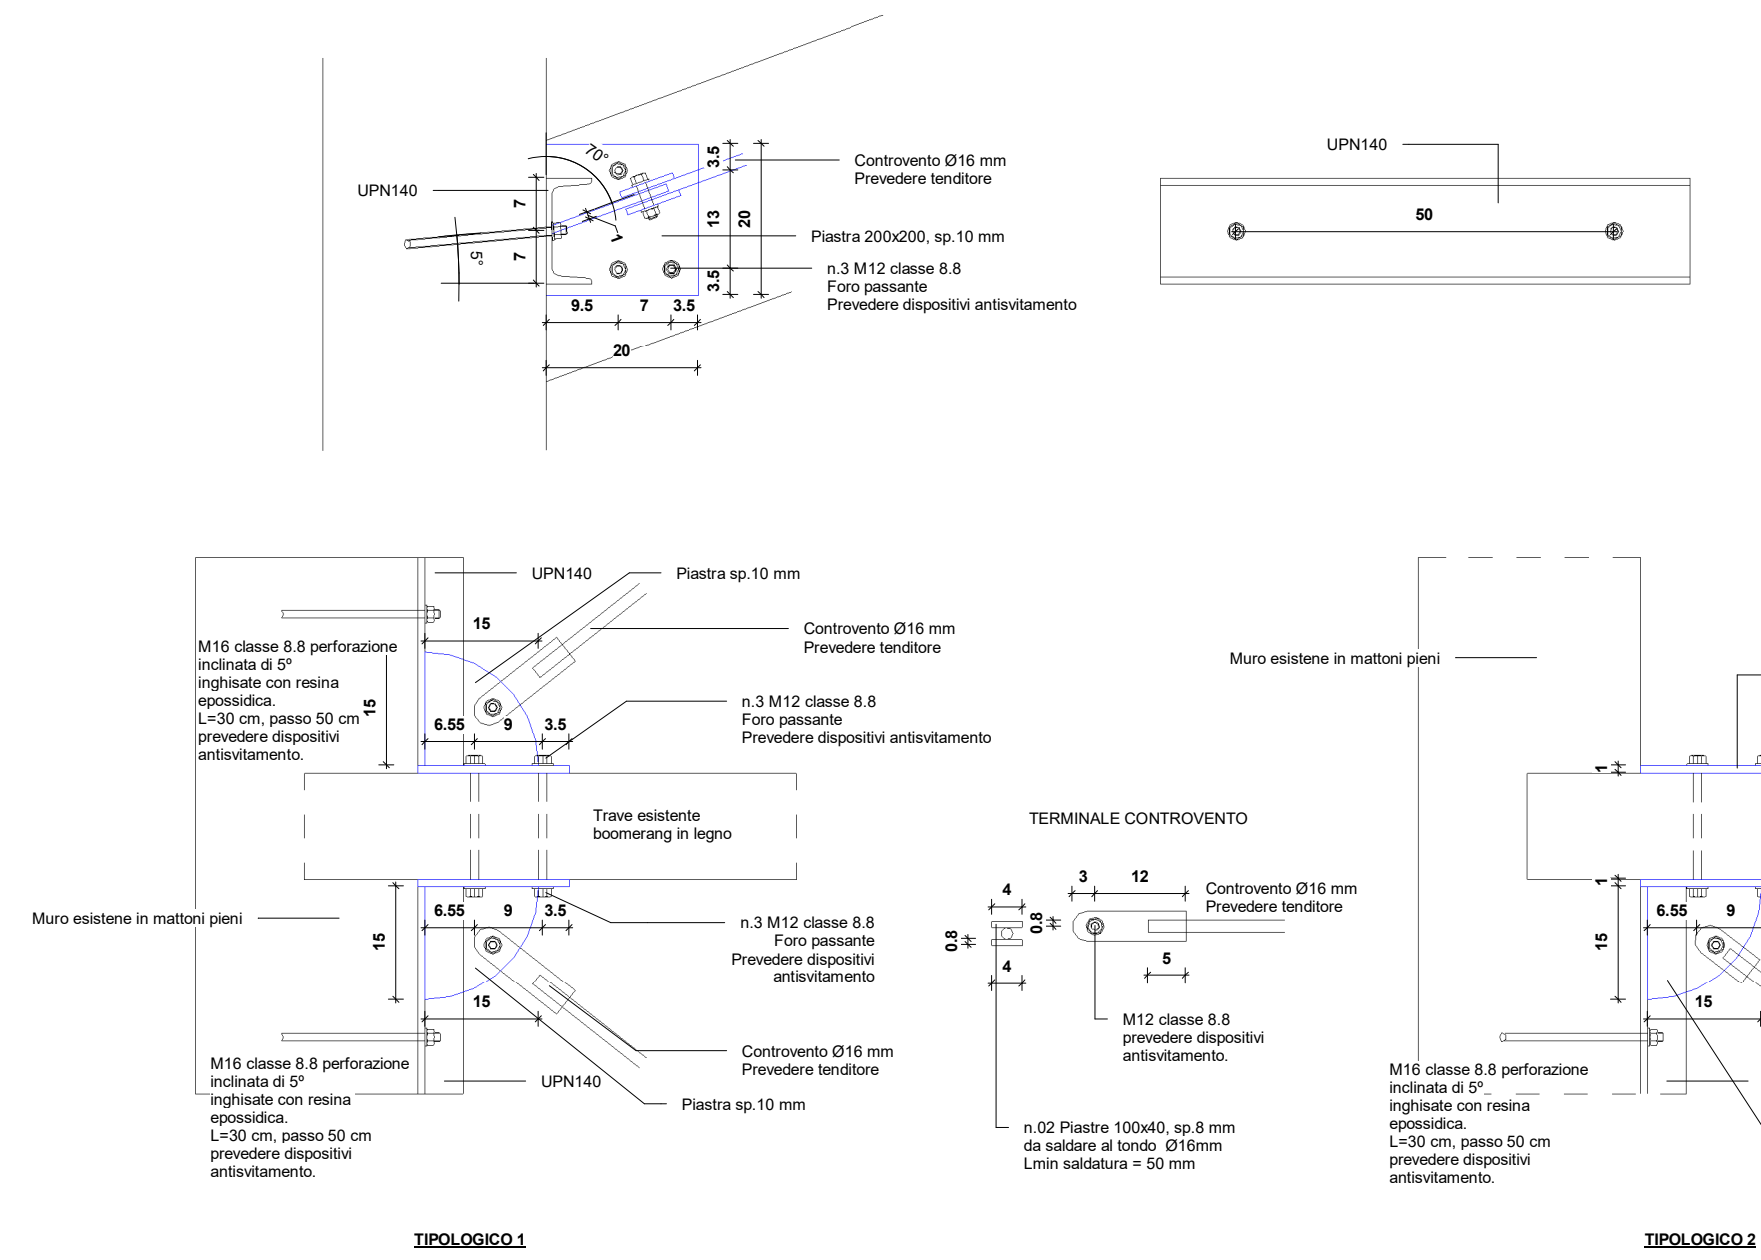 70°
3.5
Controvento Ø16 mm
Prevedere tenditore
UPN140
7
13
20
1
5°
7
Piastra 200x200, sp.10 mm
n.3 M12 classe 8.8
Foro passante
Prevedere dispositivi antisvitamento
3.5
9.5
7
3.5
20
UPN140
50
UPN140
Piastra sp.10 mm
15
Controvento Ø16 mm
Prevedere tenditore
M16 classe 8.8 perforazione
inclinata di 5º
inghisate con resina
epossidica.
L=30 cm, passo 50 cm
prevedere dispositivi
antisvitamento.
15
6.55
9
3.5
n.3 M12 classe 8.8
Foro passante
Prevedere dispositivi antisvitamento
Trave esistente
boomerang in legno
Muro esistene in mattoni pieni
6.55
9
3.5
15
15
n.3 M12 classe 8.8
Foro passante
Prevedere dispositivi
antisvitamento
Controvento Ø16 mm
Prevedere tenditore
UPN140
Piastra sp.10 mm
M16 classe 8.8 perforazione
inclinata di 5º
inghisate con resina
epossidica.
L=30 cm, passo 50 cm
prevedere dispositivi
antisvitamento.
TIPOLOGICO 1
TERMINALE CONTROVENTO
4
0.8
4
0.8
3
12
Controvento Ø16 mm
Prevedere tenditore
5
M12 classe 8.8
prevedere dispositivi
antisvitamento.
n.02 Piastre 100x40, sp.8 mm
da saldare al tondo Ø16mm
Lmin saldatura = 50 mm
Muro esistene in mattoni pieni
1
1
6.55
9
15
15
M16 classe 8.8 perforazione
inclinata di 5º
inghisate con resina
epossidica.
L=30 cm, passo 50 cm
prevedere dispositivi
antisvitamento.
TIPOLOGICO 2